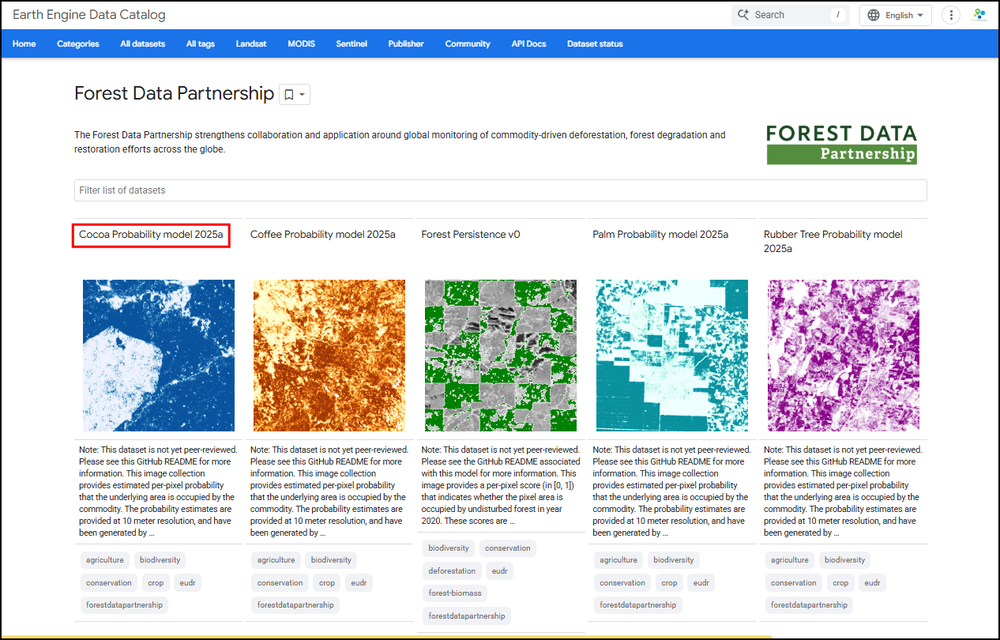 Earth Engine Data Catalog
Search
/
English
Home
Categories
All datasets
All tags
Landsat
MODIS
Sentinel
Publisher
Community
API Docs
Dataset status
Forest Data Partnership
The Forest Data Partnership strengthens collaboration and application around global monitoring of commodity-driven deforestation, forest degradation and
restoration efforts across the globe.
FOREST DATA
Partnership
Filter list of datasets
Cocoa Probability model 2025a
Coffee Probability model 2025a
Forest Persistence v0
Palm Probability model 2025a
Rubber Tree Probability model
2025a
Note: This dataset is not yet peer-reviewed.
Please see this GitHub README for more
information. This image collection
provides estimated per-pixel probability
that the underlying area is occupied by the
commodity. The probability estimates are
provided at 10 meter resolution, and have
been generated by …
agriculture
biodiversity
conservation
crop
eudr
forestdatapartnership
Note: This dataset is not yet peer-reviewed.
Please see this GitHub README for more
information. This image collection
provides estimated per-pixel probability
that the underlying area is occupied by the
commodity. The probability estimates are
provided at 10 meter resolution, and have
been generated by …
agriculture
biodiversity
conservation
crop
eudr
forestdatapartnership
Note: This dataset is not yet peer-reviewed.
Please see the GitHub README associated
with this model for more information. This
image provides a per-pixel score (in [0, 1])
that indicates whether the pixel area is
occupied by undisturbed forest in year
2020. These scores are …
biodiversity
conservation
deforestation
eudr
forest-biomass
forestdatapartnership
Note: This dataset is not yet peer-reviewed.
Please see this GitHub README for more
information. This image collection
provides estimated per-pixel probability
that the underlying area is occupied by the
commodity. The probability estimates are
provided at 10 meter resolution, and have
been generated by …
agriculture
biodiversity
conservation
crop
eudr
forestdatapartnership
Note: This dataset is not yet peer-reviewed.
Please see this GitHub README for more
information. This image collection
provides estimated per-pixel probability
that the underlying area is occupied by the
commodity. The probability estimates are
provided at 10 meter resolution, and have
been generated by …
agriculture
biodiversity
conservation
crop
eudr
forestdatapartnership